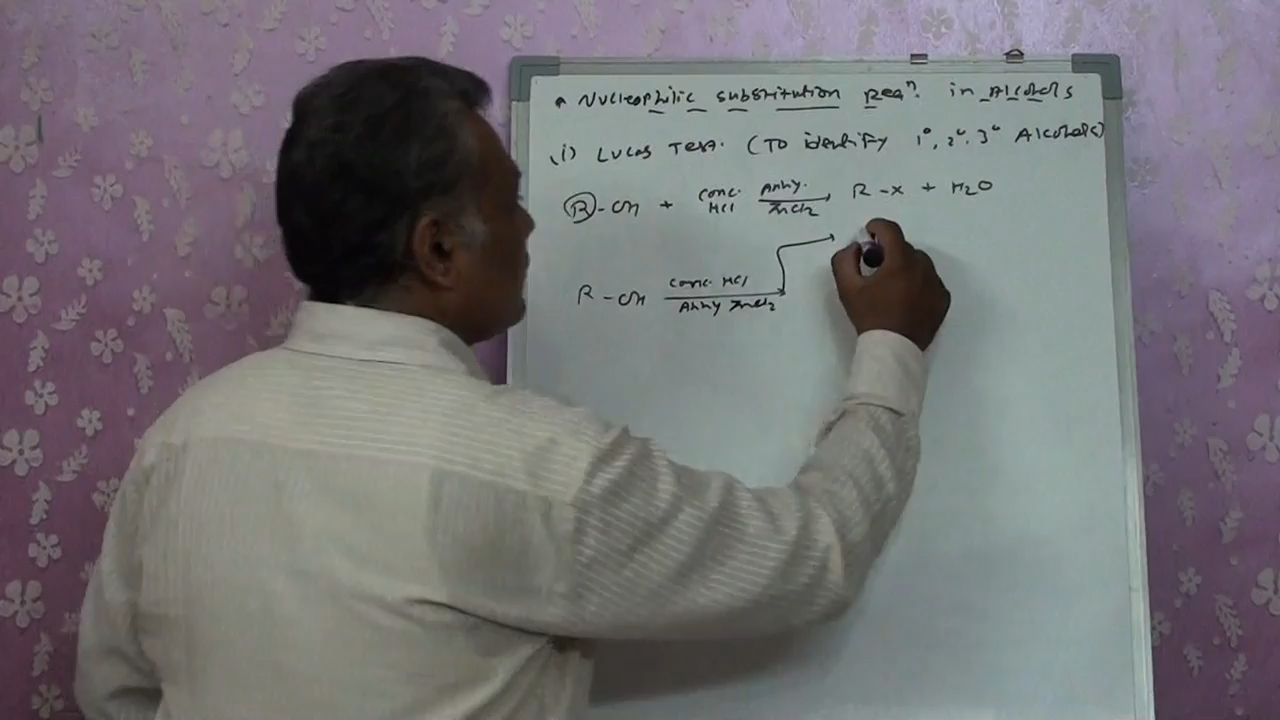 • Nucleophilic substitution Reaⁿ. in Alcohols
(i) Lucas Test. (To identify 1°, 2°, 3° Alcohols)
R-OH + Conc. HCl Anhy. ZnCl₂ R-X + H₂O
R-OH Conc. HCl Anhy ZnCl₂